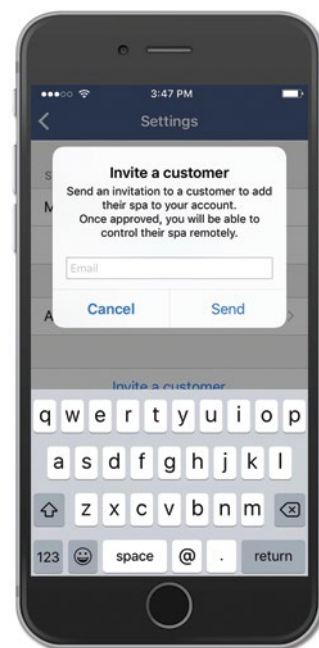 3:47 PM
Settings
S
Invite a customer
Send an invitation to a customer to add
their spa to your account.
Once approved, you will be able to
control their spa remotely.
M
Email
A
Cancel
Send
Invite a customer
q w e r t y u i o p
a s d f g h j k l
z x c v b n m
123 space @ . return